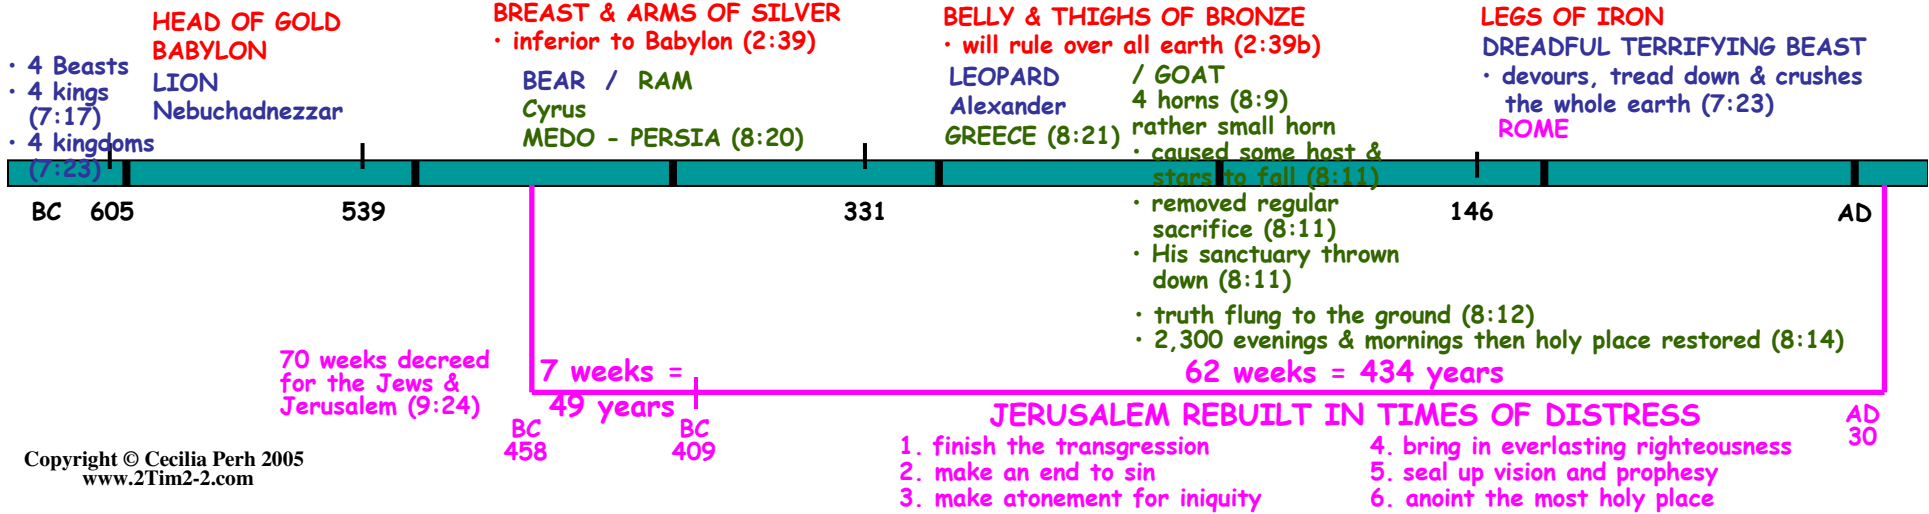 · 4 Beasts
· 4 kings
(7:17)
· 4 kingdoms
(7:23)
HEAD OF GOLD
BABYLON
LION
Nebuchadnezzar
BREAST & ARMS OF SILVER
· inferior to Babylon (2:39)
BEAR / RAM
Cyrus
MEDO - PERSIA (8:20)
BELLY & THIGHS OF BRONZE
· will rule over all earth (2:39b)
LEOPARD
Alexander
GREECE (8:21)
/ GOAT
4 horns (8:9)
rather small horn
· caused some host &
stars to fall (8:11)
· removed regular
sacrifice (8:11)
· His sanctuary thrown
down (8:11)
· truth flung to the ground (8:12)
· 2,300 evenings & mornings then holy place restored (8:14)
LEGS OF IRON
DREADFUL TERRIFYING BEAST
· devours, tread down & crushes
the whole earth (7:23)
ROME
BC 605 539 331 146 AD
70 weeks decreed
for the Jews &
Jerusalem (9:24)
7 weeks =
49 years
62 weeks = 434 years
BC
458
BC
409
AD
30
JERUSALEM REBUILT IN TIMES OF DISTRESS
1. finish the transgression
2. make an end to sin
3. make atonement for iniquity
4. bring in everlasting righteousness
5. seal up vision and prophesy
6. anoint the most holy place
Copyright © Cecilia Perh 2005
www.2Tim2-2.com